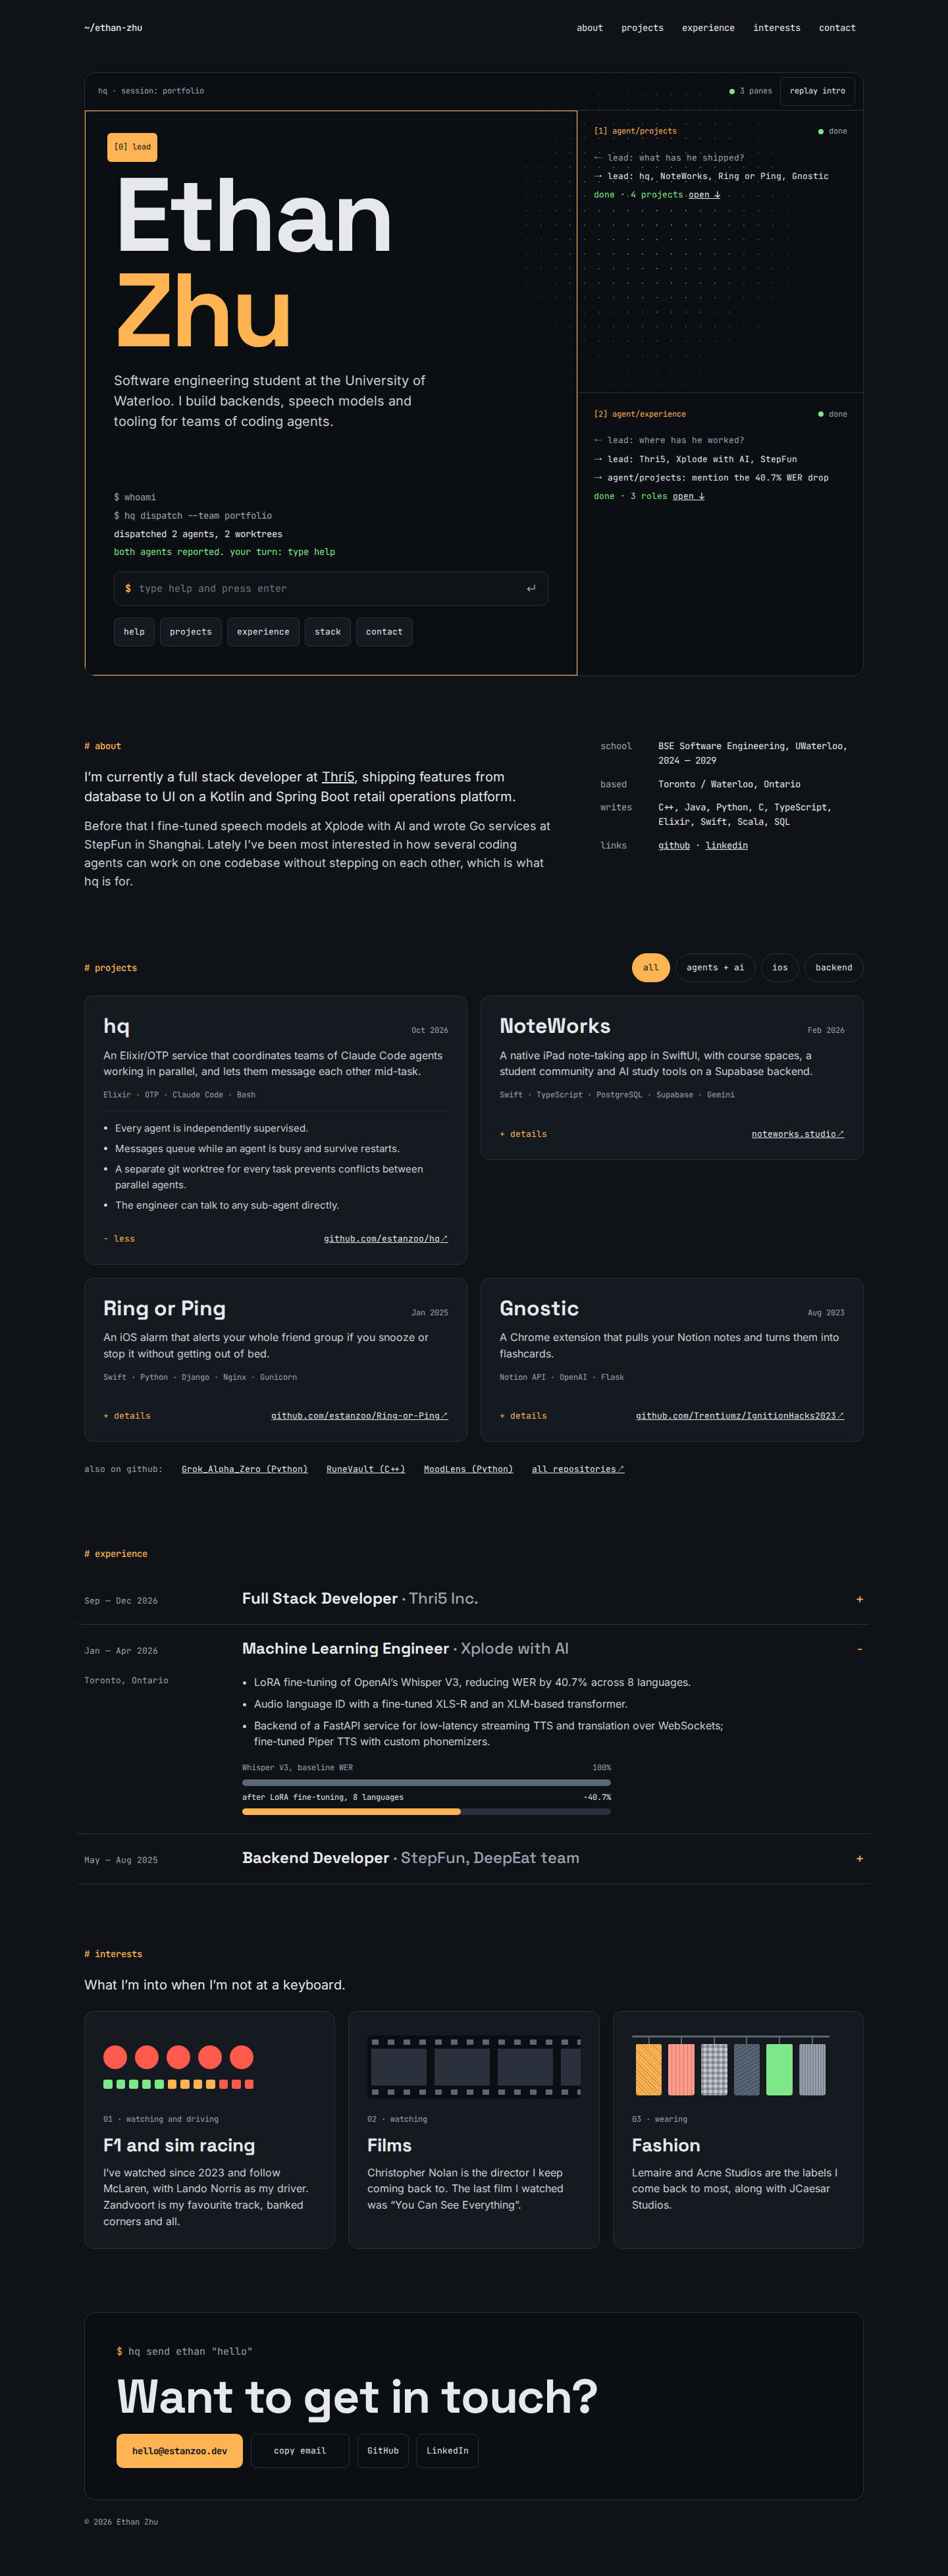 ~/ethan-zhu
about projects experience interests contact
hq · session: portfolio
3 panes replay intro
[0] lead
Ethan
Zhu
Software engineering student at the University of
Waterloo. I build backends, speech models and
tooling for teams of coding agents.
$ whoami
$ hq dispatch --team portfolio
dispatched 2 agents, 2 worktrees
both agents reported. your turn: type help
$ type help and press enter ↵
help projects experience stack contact
[1] agent/projects done
← lead: what has he shipped?
→ lead: hq, NoteWorks, Ring or Ping, Gnostic
done · 4 projects open ↓
[2] agent/experience done
← lead: where has he worked?
→ lead: Thri5, Xplode with AI, StepFun
→ agent/projects: mention the 40.7% WER drop
done · 3 roles open ↓
# about
I’m currently a full stack developer at Thri5, shipping features from
database to UI on a Kotlin and Spring Boot retail operations platform.
Before that I fine-tuned speech models at Xplode with AI and wrote Go services at
StepFun in Shanghai. Lately I’ve been most interested in how several coding
agents can work on one codebase without stepping on each other, which is what
hq is for.
school BSE Software Engineering, UWaterloo,
2024 — 2029
based Toronto / Waterloo, Ontario
writes C++, Java, Python, C, TypeScript,
Elixir, Swift, Scala, SQL
links github · linkedin
# projects
all agents + ai ios backend
hq Oct 2026
An Elixir/OTP service that coordinates teams of Claude Code agents
working in parallel, and lets them message each other mid-task.
Elixir · OTP · Claude Code · Bash
• Every agent is independently supervised.
• Messages queue while an agent is busy and survive restarts.
• A separate git worktree for every task prevents conflicts between
parallel agents.
• The engineer can talk to any sub-agent directly.
- less github.com/estanzoo/hq↗
NoteWorks Feb 2026
A native iPad note-taking app in SwiftUI, with course spaces, a
student community and AI study tools on a Supabase backend.
Swift · TypeScript · PostgreSQL · Supabase · Gemini
+ details noteworks.studio↗
Ring or Ping Jan 2025
An iOS alarm that alerts your whole friend group if you snooze or
stop it without getting out of bed.
Swift · Python · Django · Nginx · Gunicorn
+ details github.com/estanzoo/Ring-or-Ping↗
Gnostic Aug 2023
A Chrome extension that pulls your Notion notes and turns them into
flashcards.
Notion API · OpenAI · Flask
+ details github.com/Trentiumz/IgnitionHacks2023↗
also on github: Grok_Alpha_Zero (Python) RuneVault (C++) MoodLens (Python) all repositories↗
# experience
Sep — Dec 2026 Full Stack Developer · Thri5 Inc. +
Jan — Apr 2026 Machine Learning Engineer · Xplode with AI -
Toronto, Ontario
• LoRA fine-tuning of OpenAI’s Whisper V3, reducing WER by 40.7% across 8 languages.
• Audio language ID with a fine-tuned XLS-R and an XLM-based transformer.
• Backend of a FastAPI service for low-latency streaming TTS and translation over WebSockets;
fine-tuned Piper TTS with custom phonemizers.
Whisper V3, baseline WER 100%
after LoRA fine-tuning, 8 languages -40.7%
May — Aug 2025 Backend Developer · StepFun, DeepEat team +
# interests
What I’m into when I’m not at a keyboard.
01 · watching and driving
F1 and sim racing
I’ve watched since 2023 and follow
McLaren, with Lando Norris as my driver.
Zandvoort is my favourite track, banked
corners and all.
02 · watching
Films
Christopher Nolan is the director I keep
coming back to. The last film I watched
was “You Can See Everything”.
03 · wearing
Fashion
Lemaire and Acne Studios are the labels I
come back to most, along with JCaesar
Studios.
$ hq send ethan "hello"
Want to get in touch?
hello@estanzoo.dev copy email GitHub LinkedIn
© 2026 Ethan Zhu